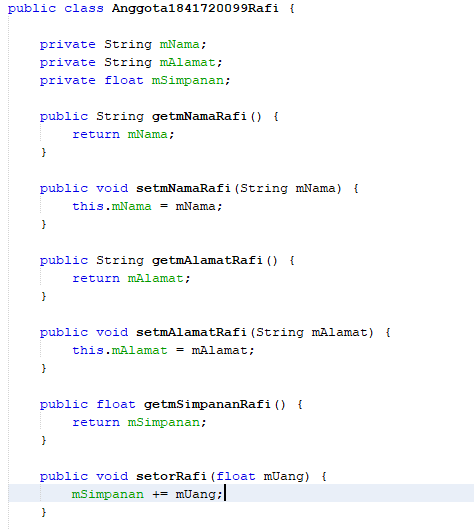 public class Anggota1841720099Rafi {
private String mNama;
private String mAlamat;
private float mSimpanan;
public String getmNamaRafi() {
return mNama;
}
public void setmNamaRafi(String mNama) {
this.mNama = mNama;
}
public String getmAlamatRafi() {
return mAlamat;
}
public void setmAlamatRafi(String mAlamat) {
this.mAlamat = mAlamat;
}
public float getmSimpananRafi() {
return mSimpanan;
}
public void setorRafi(float mUang) {
mSimpanan += mUang;
}